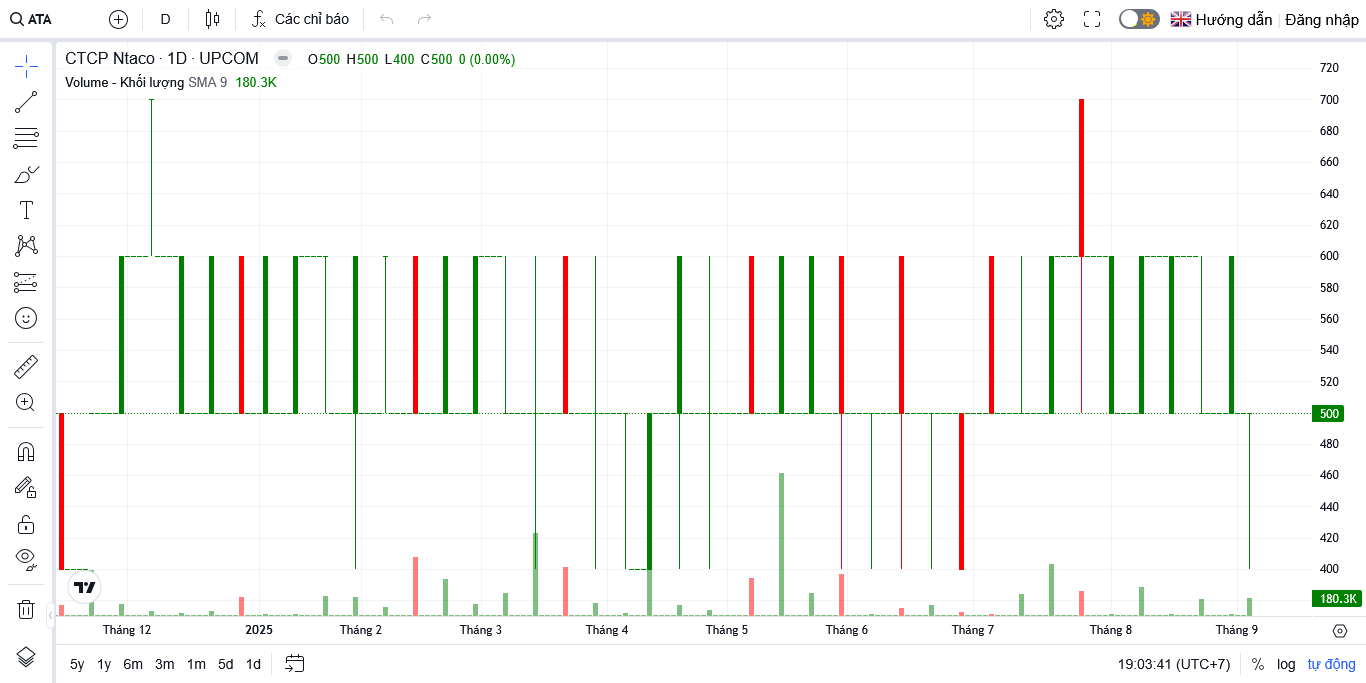 ATA
D
Các chỉ báo
Hướng dẫn
Đăng nhập
CTCP Ntaco · 1D · UPCOM O500 H500 L400 C500 0 (0.00%)
Volume - Khối lượng SMA 9 180.3K
720
700
680
660
640
620
600
580
560
540
520
500
480
460
440
420
400
180.3K
Tháng 12 2025 Tháng 2 Tháng 3 Tháng 4 Tháng 5 Tháng 6 Tháng 7 Tháng 8 Tháng 9
5y 1y 6m 3m 1m 5d 1d
19:03:41 (UTC+7) % log tự động